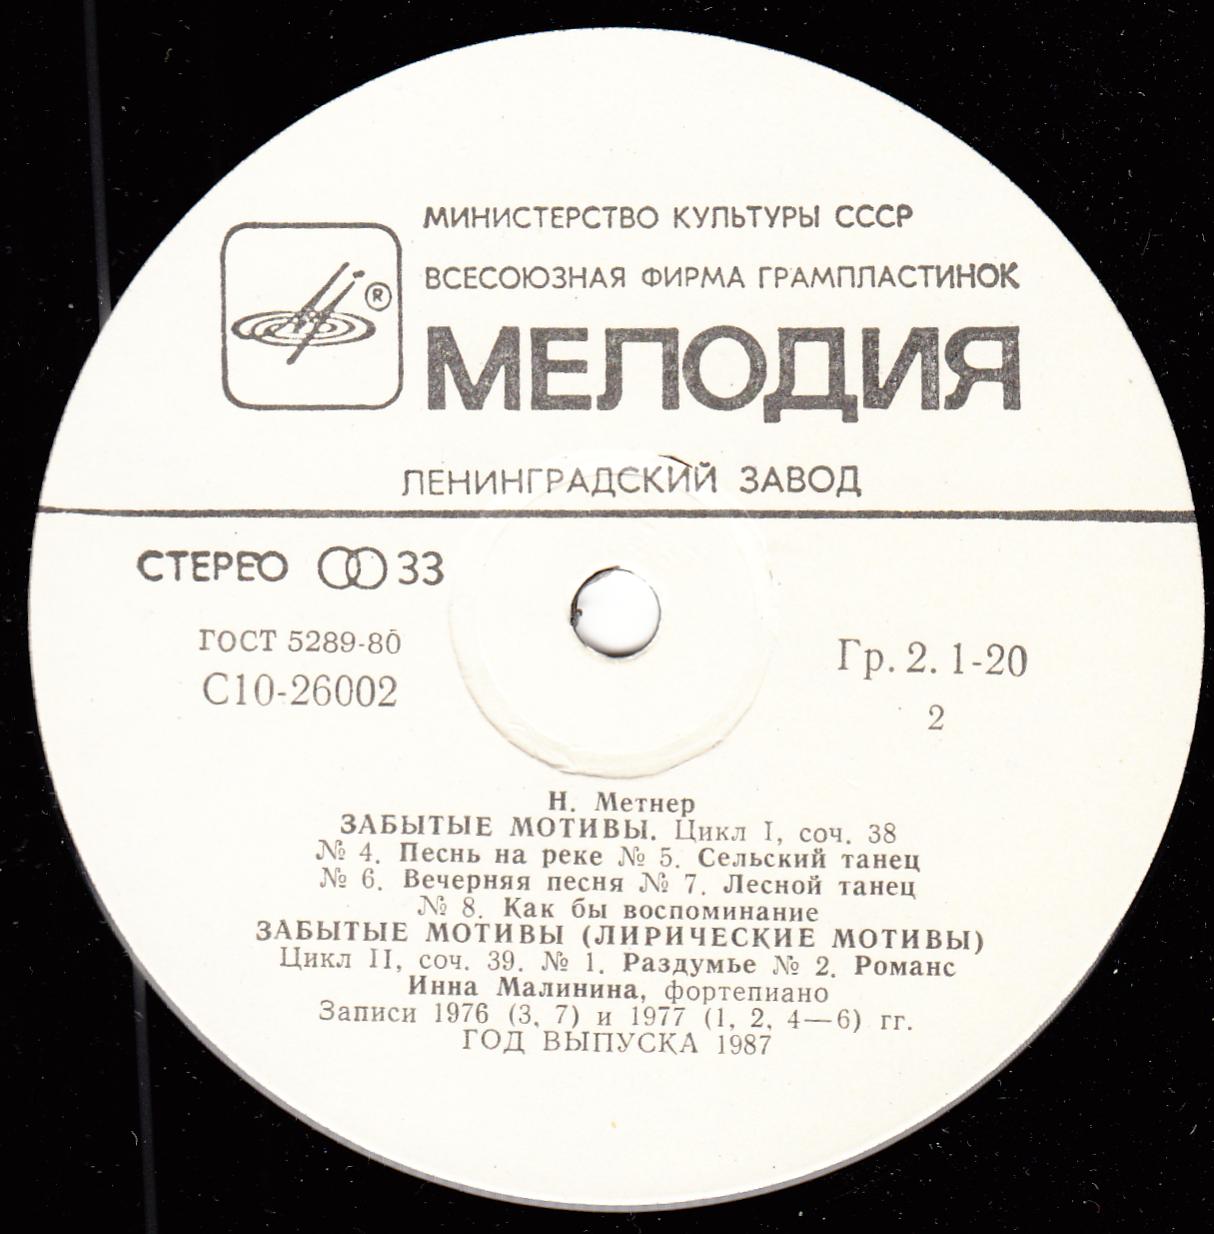 МИНИСТЕРСТВО КУЛЬТУРЫ СССР
ВСЕСОЮЗНАЯ ФИРМА ГРАМПЛАСТИНОК
®
МЕЛОДИЯ
ЛЕНИНГРАДСКИЙ ЗАВОД
СТЕРЕО 33
ГОСТ 5289-80
С10-26002
Гр. 2. 1-20
2
Н. Метнер
ЗАБЫТЫЕ МОТИВЫ. Цикл I, соч. 38
№ 4. Песнь на реке № 5. Сельский танец
№ 6. Вечерняя песня № 7. Лесной танец
№ 8. Как бы воспоминание
ЗАБЫТЫЕ МОТИВЫ (ЛИРИЧЕСКИЕ МОТИВЫ)
Цикл II, соч. 39. № 1. Раздумье № 2. Романс
Инна Малинина, фортепиано
Записи 1976 (3, 7) и 1977 (1, 2, 4—6) гг.
ГОД ВЫПУСКА 1987